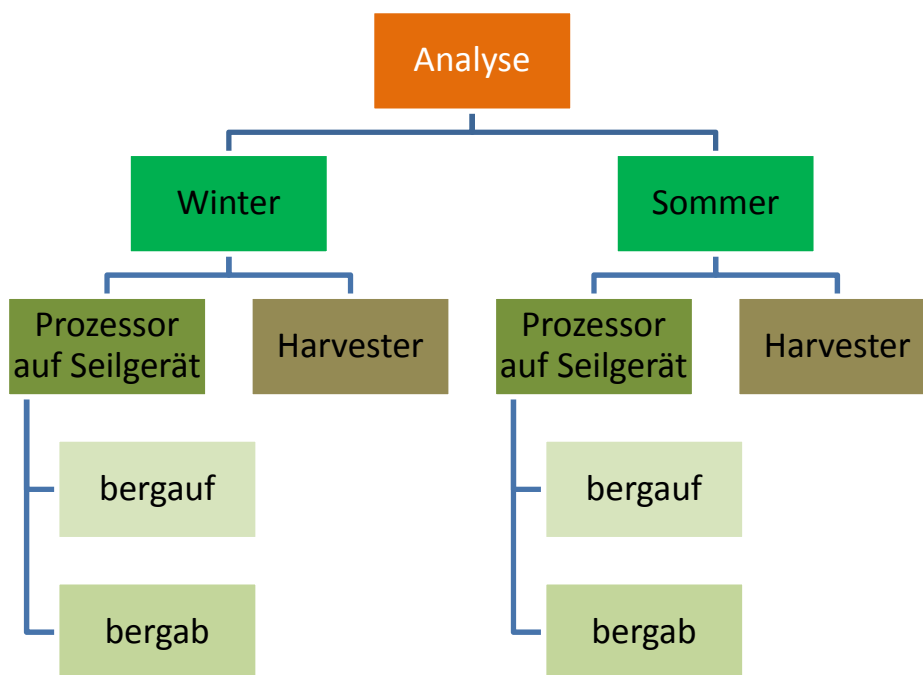 Analyse
Winter
Sommer
Prozessor
auf Seilgerät
Harvester
Prozessor
auf Seilgerät
Harvester
bergauf
bergauf
bergab
bergab